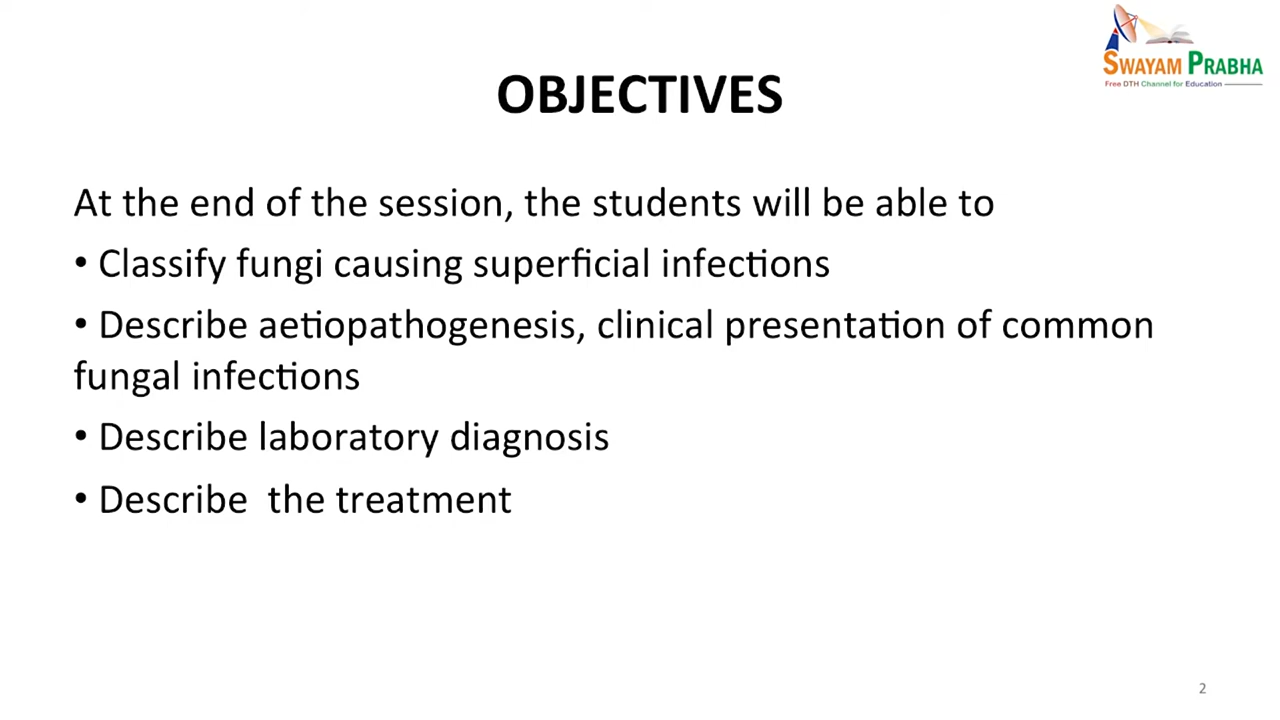 SWAYAM PRABHA
Free DTH Channel for Education
OBJECTIVES
At the end of the session, the students will be able to
• Classify fungi causing superficial infections
• Describe aetiopathogenesis, clinical presentation of common
fungal infections
• Describe laboratory diagnosis
• Describe  the treatment
2